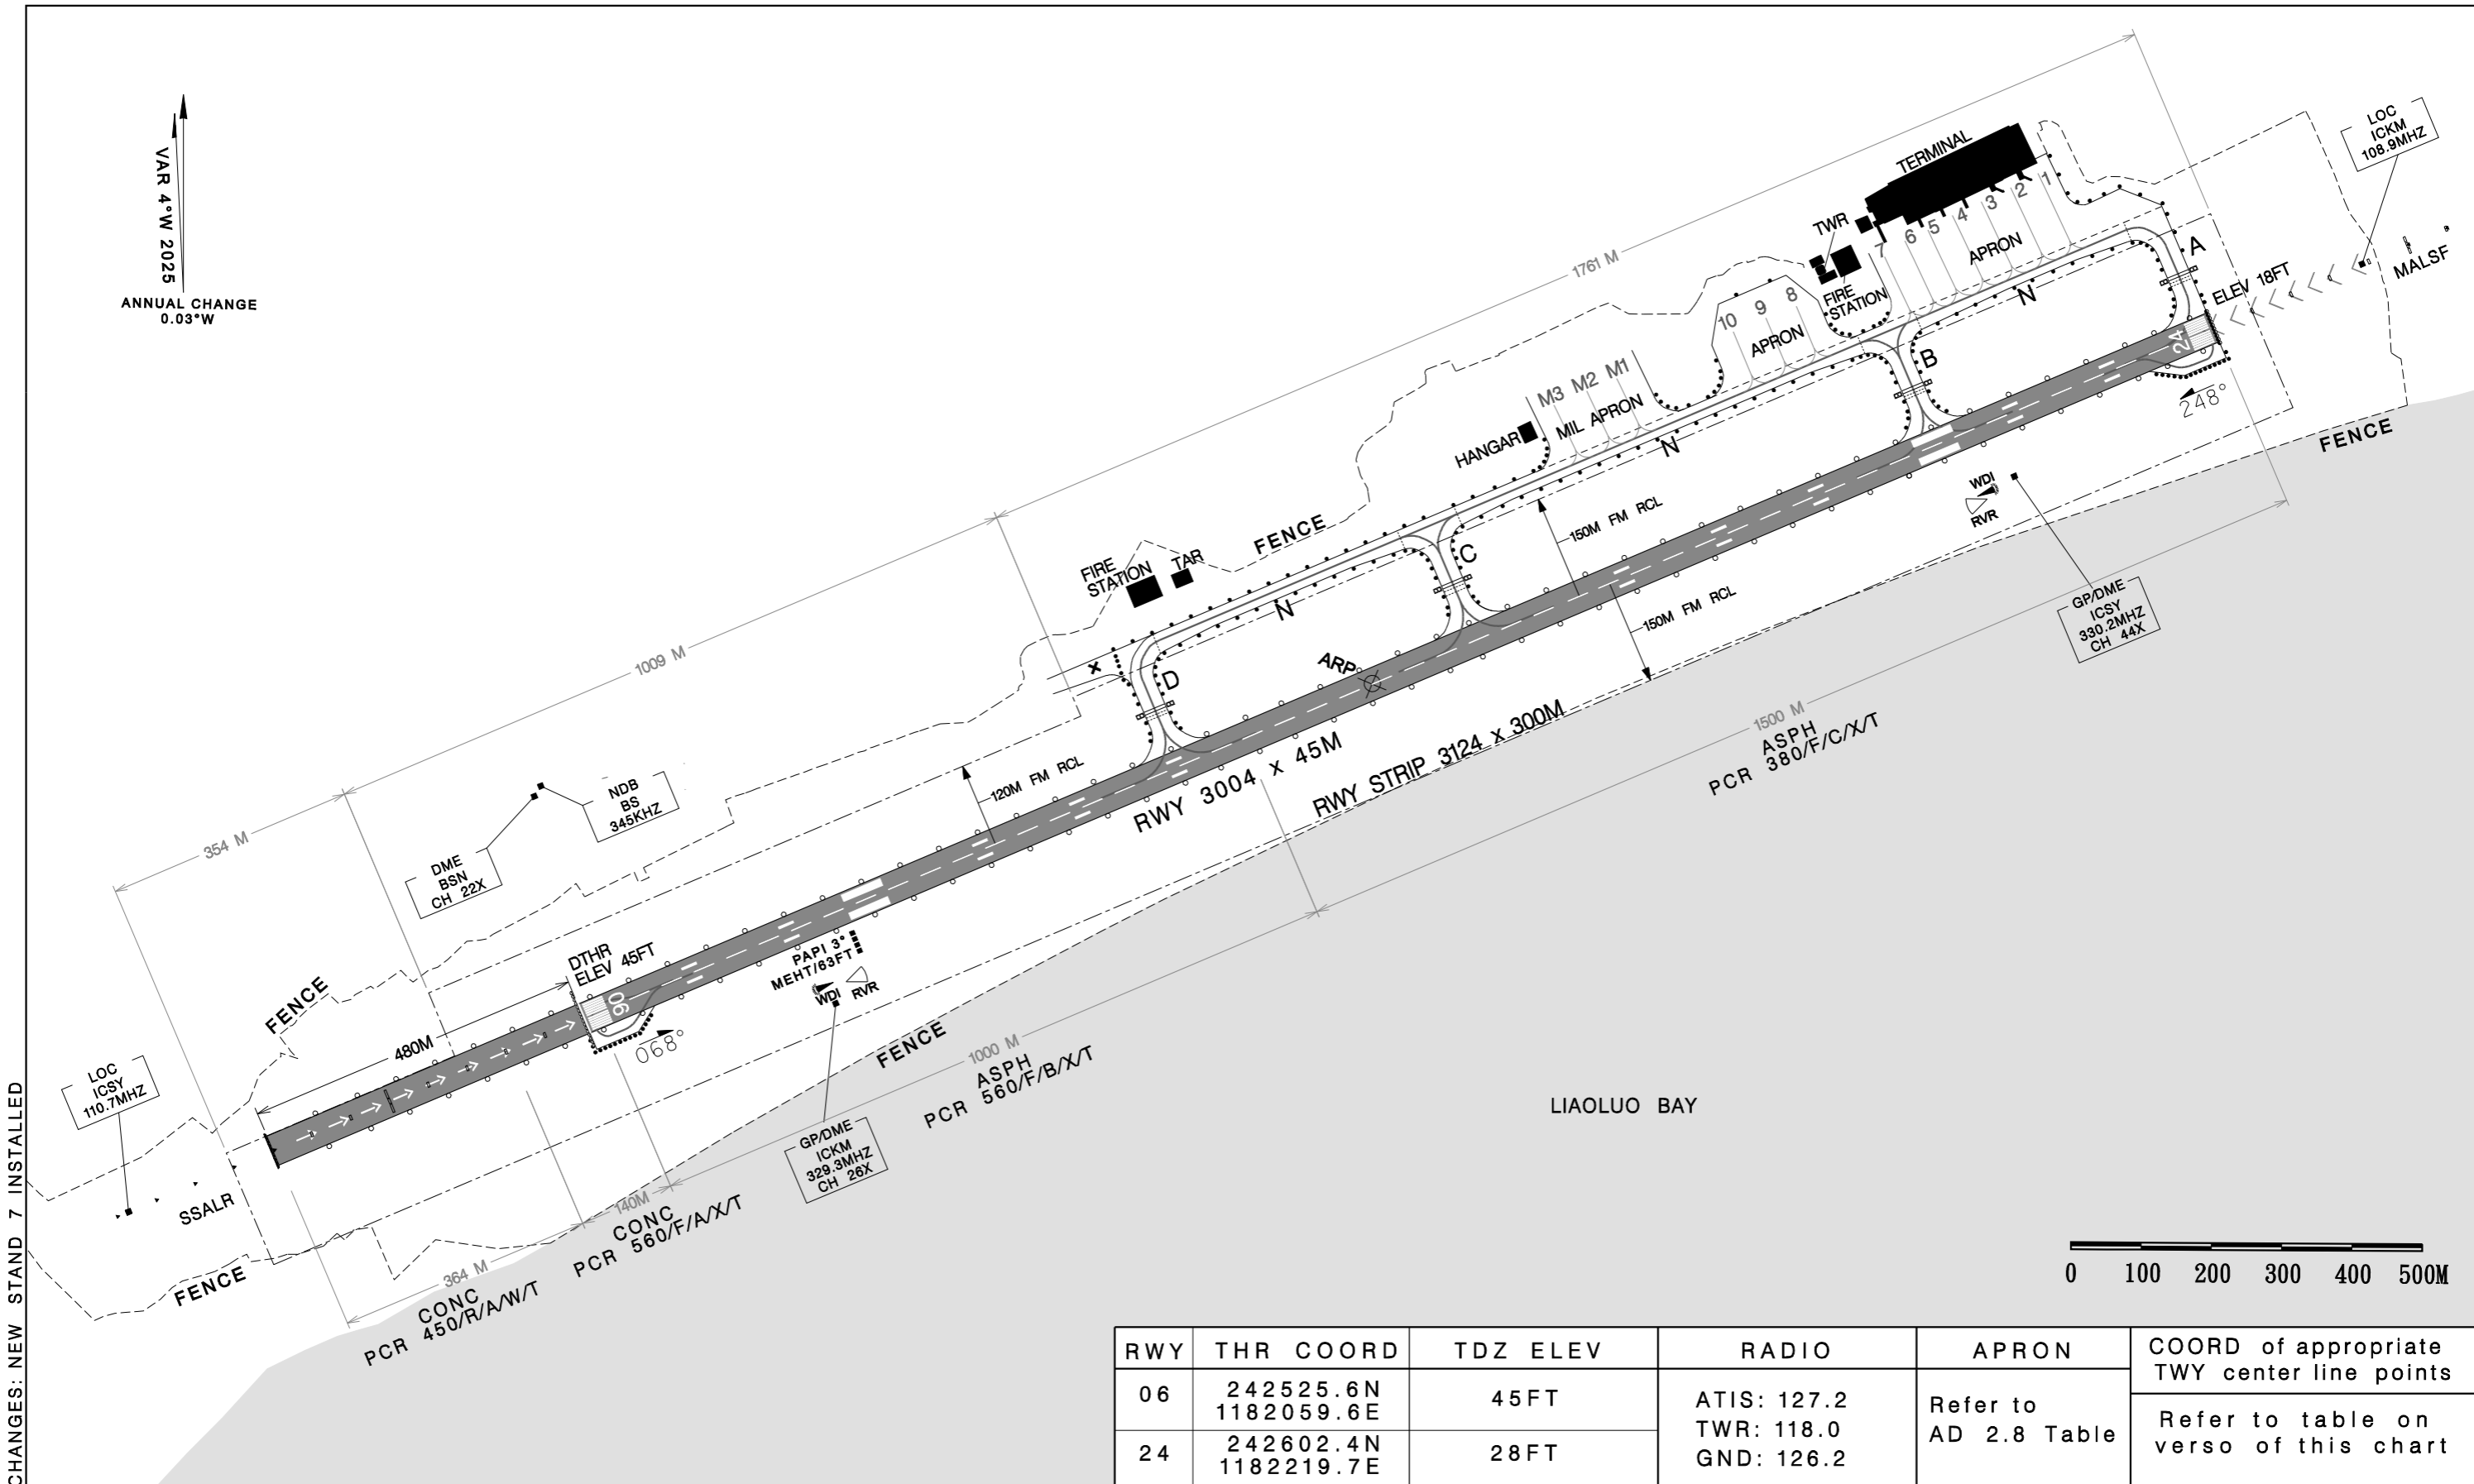 CHANGES: NEW STAND 7 INSTALLED
VAR 4°W 2025
ANNUAL CHANGE
0.03°W
1761 M
1009 M
354 M
LOC
ICKM
108.9MHZ
MALSF
ELEV 18FT
TERMINAL
TWR
FIRE
STATION
7
6
5
4
3
2
1
APRON
A
N
B
24
248°
10
9
8
APRON
M3 M2 M1
MIL APRON
HANGAR
N
FENCE
WDI
RVR
GP/DME
ICSY
330.2MHZ
CH 44X
150M FM RCL
150M FM RCL
C
FENCE
FIRE
STATION
TAR
N
D
X
ARP
120M FM RCL
RWY 3004 x 45M
RWY STRIP 3124 x 300M
1500 M
ASPH
PCR 380/F/C/X/T
NDB
BS
345KHZ
DME
BSN
CH 22X
DTHR
ELEV 45FT
06
068°
PAPI 3°
MEHT/63FT
WDI
RVR
FENCE
480M
FENCE
1000 M
ASPH
PCR 560/F/B/X/T
GP/DME
ICKM
329.3MHZ
CH 26X
LOC
ICSY
110.7MHZ
SSALR
FENCE
140M
CONC
PCR 560/F/A/X/T
364 M
CONC
PCR 450/R/A/W/T
LIAOLUO BAY
0 100 200 300 400 500M
RWY THR COORD TDZ ELEV RADIO APRON COORD of appropriate
TWY center line points
06 242525.6N
1182059.6E 45FT
24 242602.4N
1182219.7E 28FT
ATIS: 127.2
TWR: 118.0
GND: 126.2
Refer to
AD 2.8 Table
Refer to table on
verso of this chart